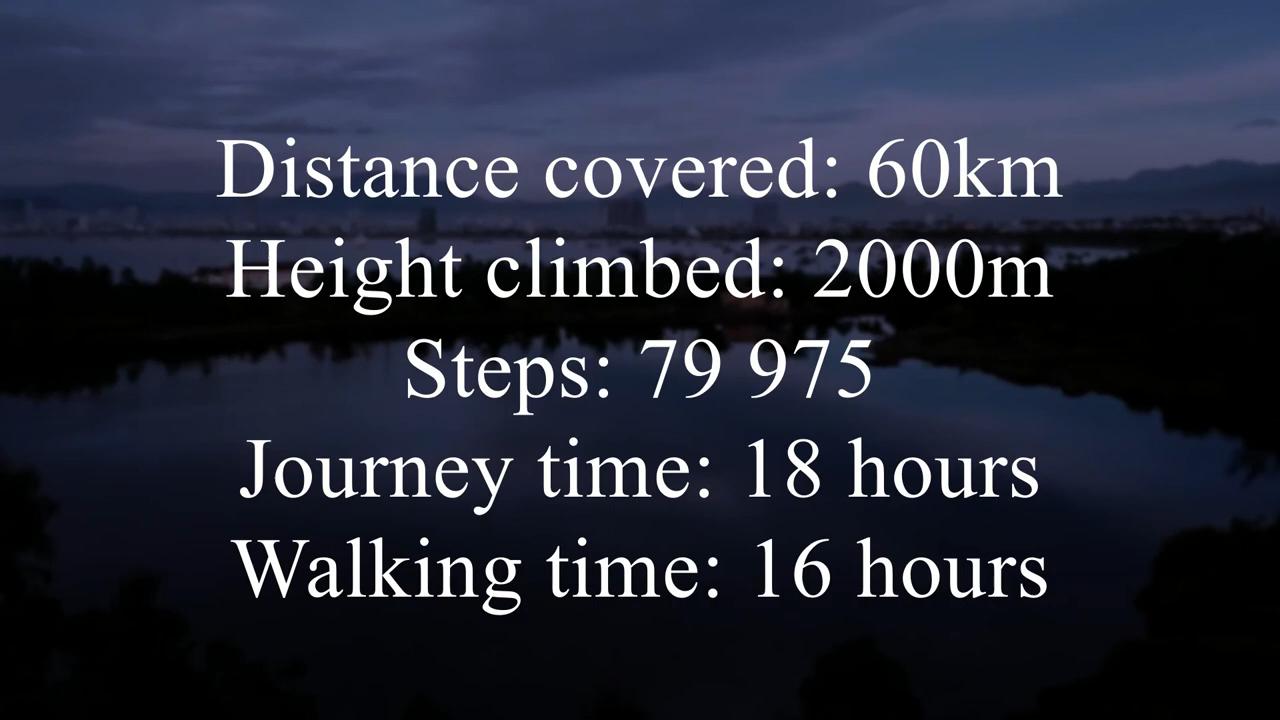 Distance covered: 60km
Height climbed: 2000m
Steps: 79 975
Journey time: 18 hours
Walking time: 16 hours